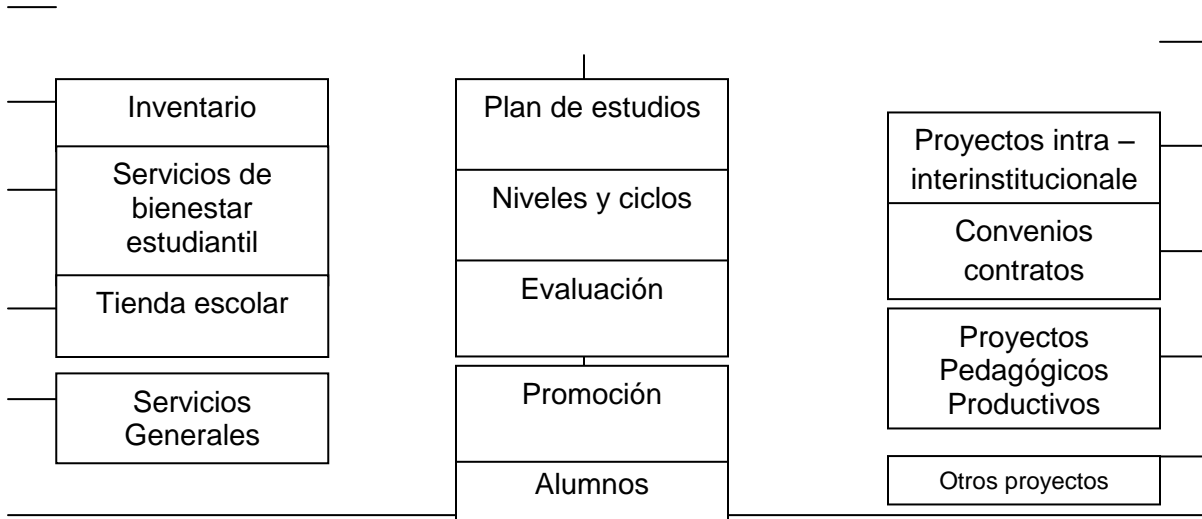 Inventario
Servicios de
bienestar
estudiantil
Tienda escolar
Servicios
Generales
Plan de estudios
Niveles y ciclos
Evaluación
Promoción
Alumnos
Proyectos intra –
interinstitucionale
Convenios
contratos
Proyectos
Pedagógicos
Productivos
Otros proyectos